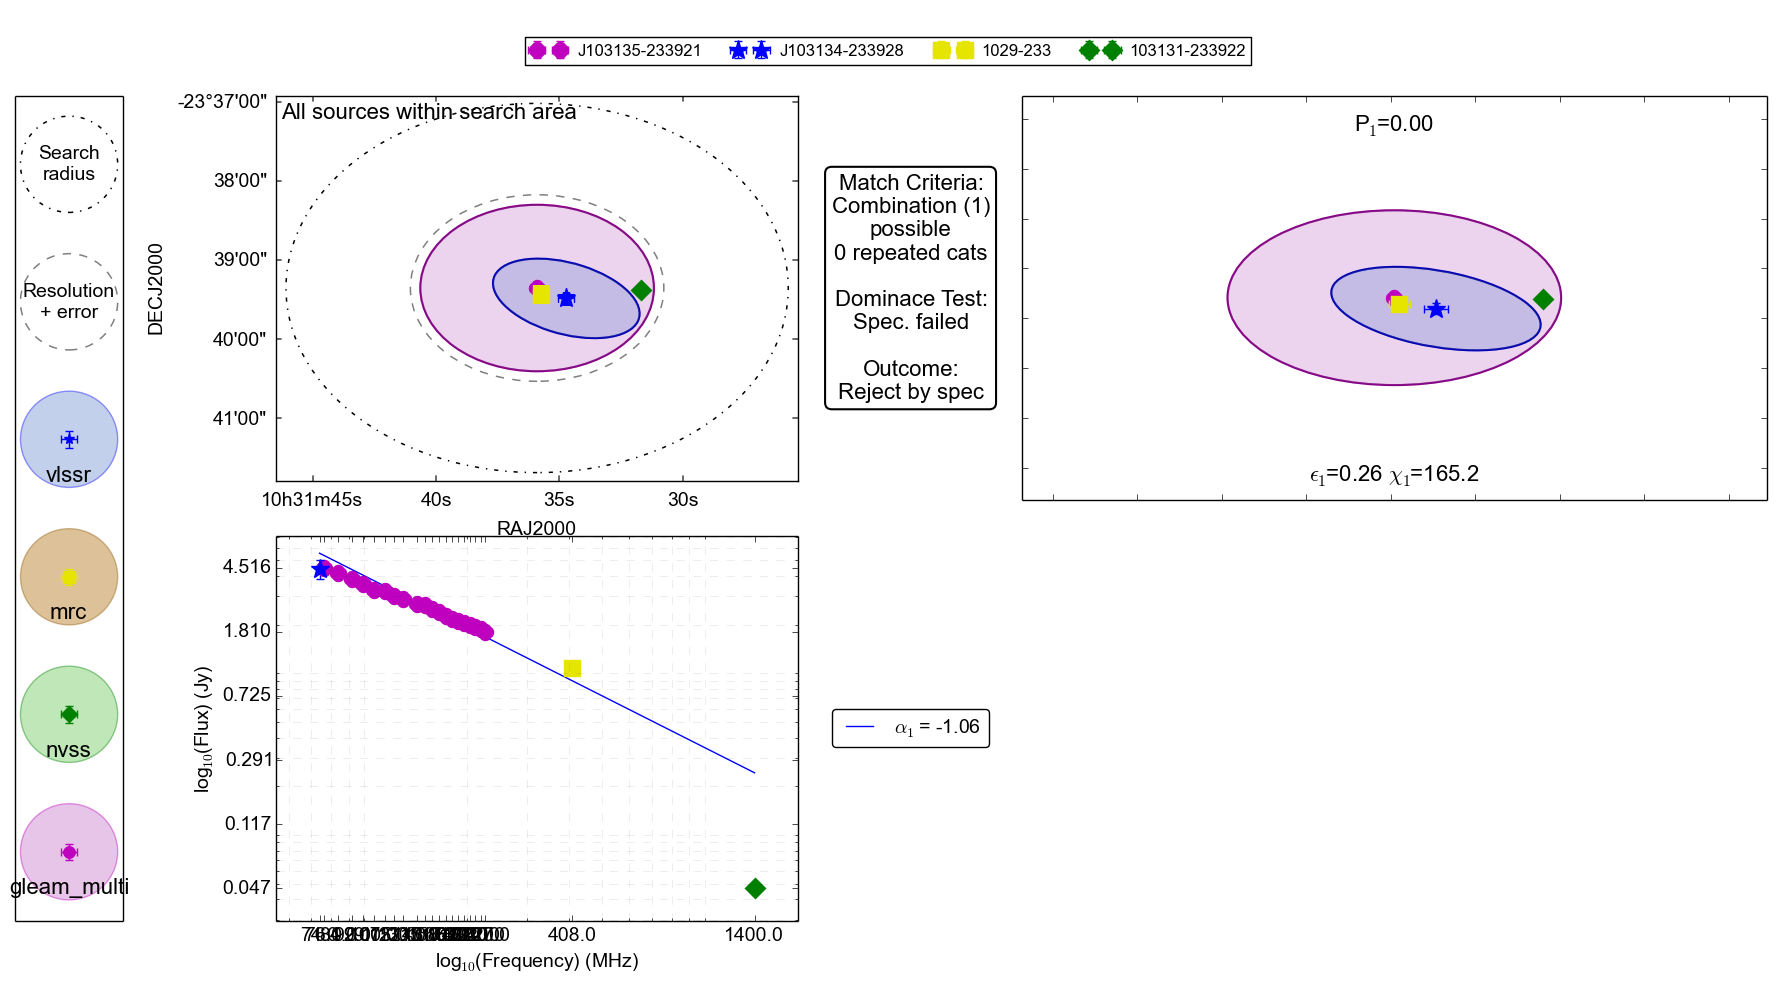 J103135-233921
J103134-233928
1029-233
103131-233922
Search
radius
Resolution
+ error
vlssr
mrc
nvss
gleam_multi
All sources within search area
-23°37'00"
38'00"
39'00"
40'00"
41'00"
DECJ2000
10h31m45s
40s
35s
30s
RAJ2000
Match Criteria:
Combination (1)
possible
0 repeated cats
Dominace Test:
Spec. failed
Outcome:
Reject by spec
P₁=0.00
ϵ₁=0.26 χ₁=165.2
4.516
1.810
0.725
0.291
0.117
0.047
log₁₀(Flux) (Jy)
408.0
1400.0
log₁₀(Frequency) (MHz)
α₁ = -1.06